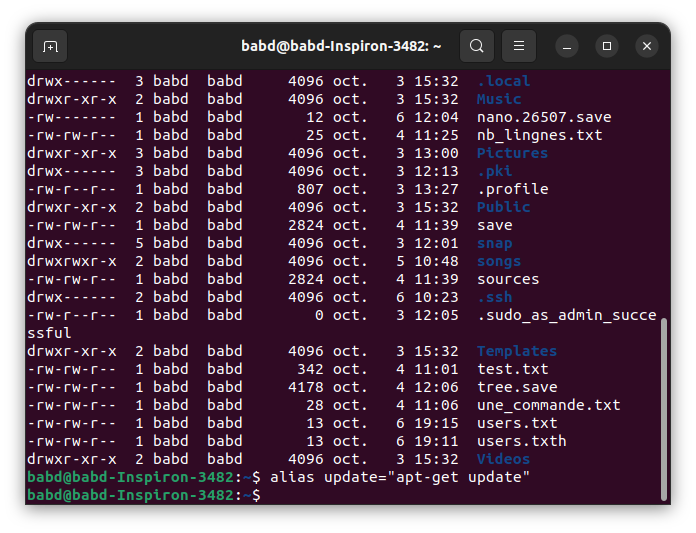 babd@babd-Inspiron-3482: ~
drwx------  3 babd  babd     4096 oct.   3 15:32  .local
drwxr-xr-x  2 babd  babd     4096 oct.   3 15:32  Music
-rw-------  1 babd  babd       12 oct.   6 12:04  nano.26507.save
-rw-rw-r--  1 babd  babd       25 oct.   4 11:25  nb_lingnes.txt
drwxr-xr-x  3 babd  babd     4096 oct.   3 13:00  Pictures
drwx------  3 babd  babd     4096 oct.   3 12:13  .pki
-rw-r--r--  1 babd  babd      807 oct.   3 13:27  .profile
drwxr-xr-x  2 babd  babd     4096 oct.   3 15:32  Public
-rw-rw-r--  1 babd  babd     2824 oct.   4 11:39  save
drwx------  5 babd  babd     4096 oct.   3 12:01  snap
drwxrwxr-x  2 babd  babd     4096 oct.   5 10:48  songs
-rw-rw-r--  1 babd  babd     2824 oct.   4 11:39  sources
drwx------  2 babd  babd     4096 oct.   6 10:23  .ssh
-rw-r--r--  1 babd  babd        0 oct.   3 12:05  .sudo_as_admin_succe
ssful
drwxr-xr-x  2 babd  babd     4096 oct.   3 15:32  Templates
-rw-rw-r--  1 babd  babd      342 oct.   4 11:01  test.txt
-rw-rw-r--  1 babd  babd     4178 oct.   4 12:06  tree.save
-rw-rw-r--  1 babd  babd       28 oct.   4 11:06  une_commande.txt
-rw-rw-r--  1 babd  babd       13 oct.   6 19:15  users.txt
-rw-rw-r--  1 babd  babd       13 oct.   6 19:11  users.txth
drwxr-xr-x  2 babd  babd     4096 oct.   3 15:32  Videos
babd@babd-Inspiron-3482:~$ alias update="apt-get update"
babd@babd-Inspiron-3482:~$